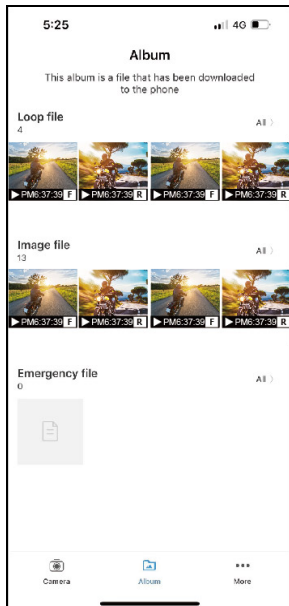 5:25
4G
Album
This album is a file that has been downloaded
to the phone
Loop file
4
All
PM6:37:39 F
PM6:37:39 R
PM6:37:39 F
PM6:37:39 R
Image file
13
All
PM6:37:39 F
PM6:37:39 R
PM6:37:39 F
PM6:37:39 R
Emergency file
0
All
Camera
Album
More